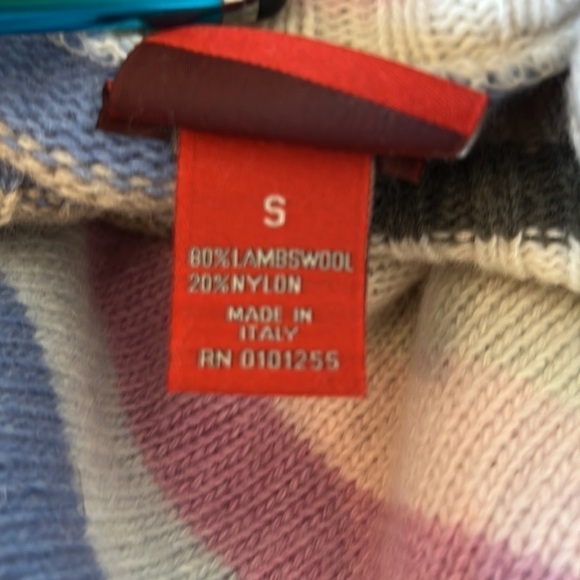 S
80%LAMBSWOOL
20%NYLON
MADE IN
ITALY
RN 0101255